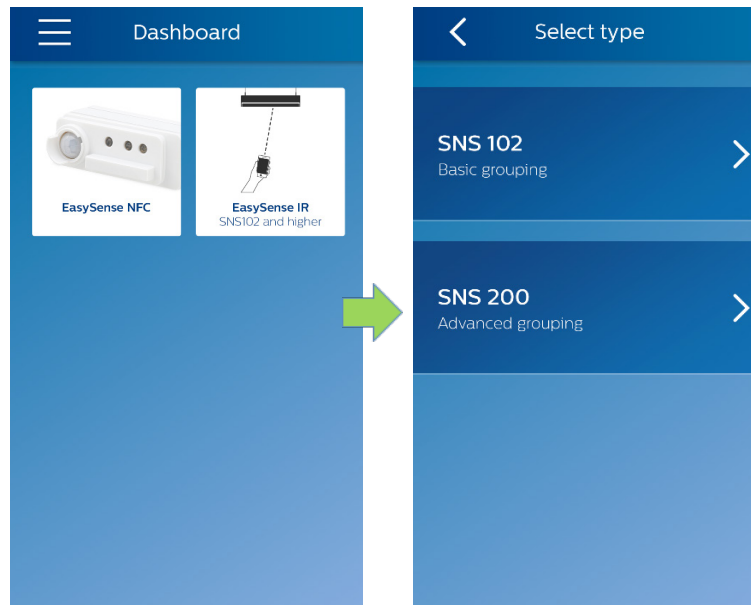 Dashboard
EasySense NFC
EasySense IR
SNS102 and higher
Select type
SNS 102
Basic grouping
SNS 200
Advanced grouping